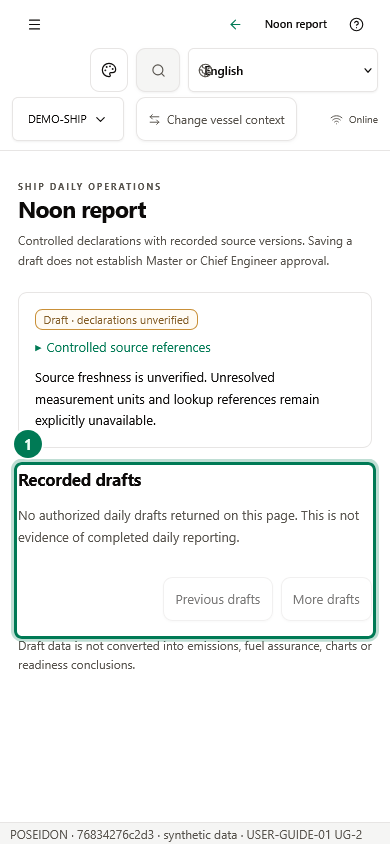 Noon report
English
DEMO-SHIP
Change vessel context
Online
SHIP DAILY OPERATIONS
Noon report
Controlled declarations with recorded source versions. Saving a
draft does not establish Master or Chief Engineer approval.
Draft · declarations unverified
Controlled source references
Source freshness is unverified. Unresolved
measurement units and lookup references remain
explicitly unavailable.
1
Recorded drafts
No authorized daily drafts returned on this page. This is not
evidence of completed daily reporting.
Previous drafts
More drafts
Draft data is not converted into emissions, fuel assurance, charts or
readiness conclusions.
POSEIDON · 76834276c2d3 · synthetic data · USER-GUIDE-01 UG-2